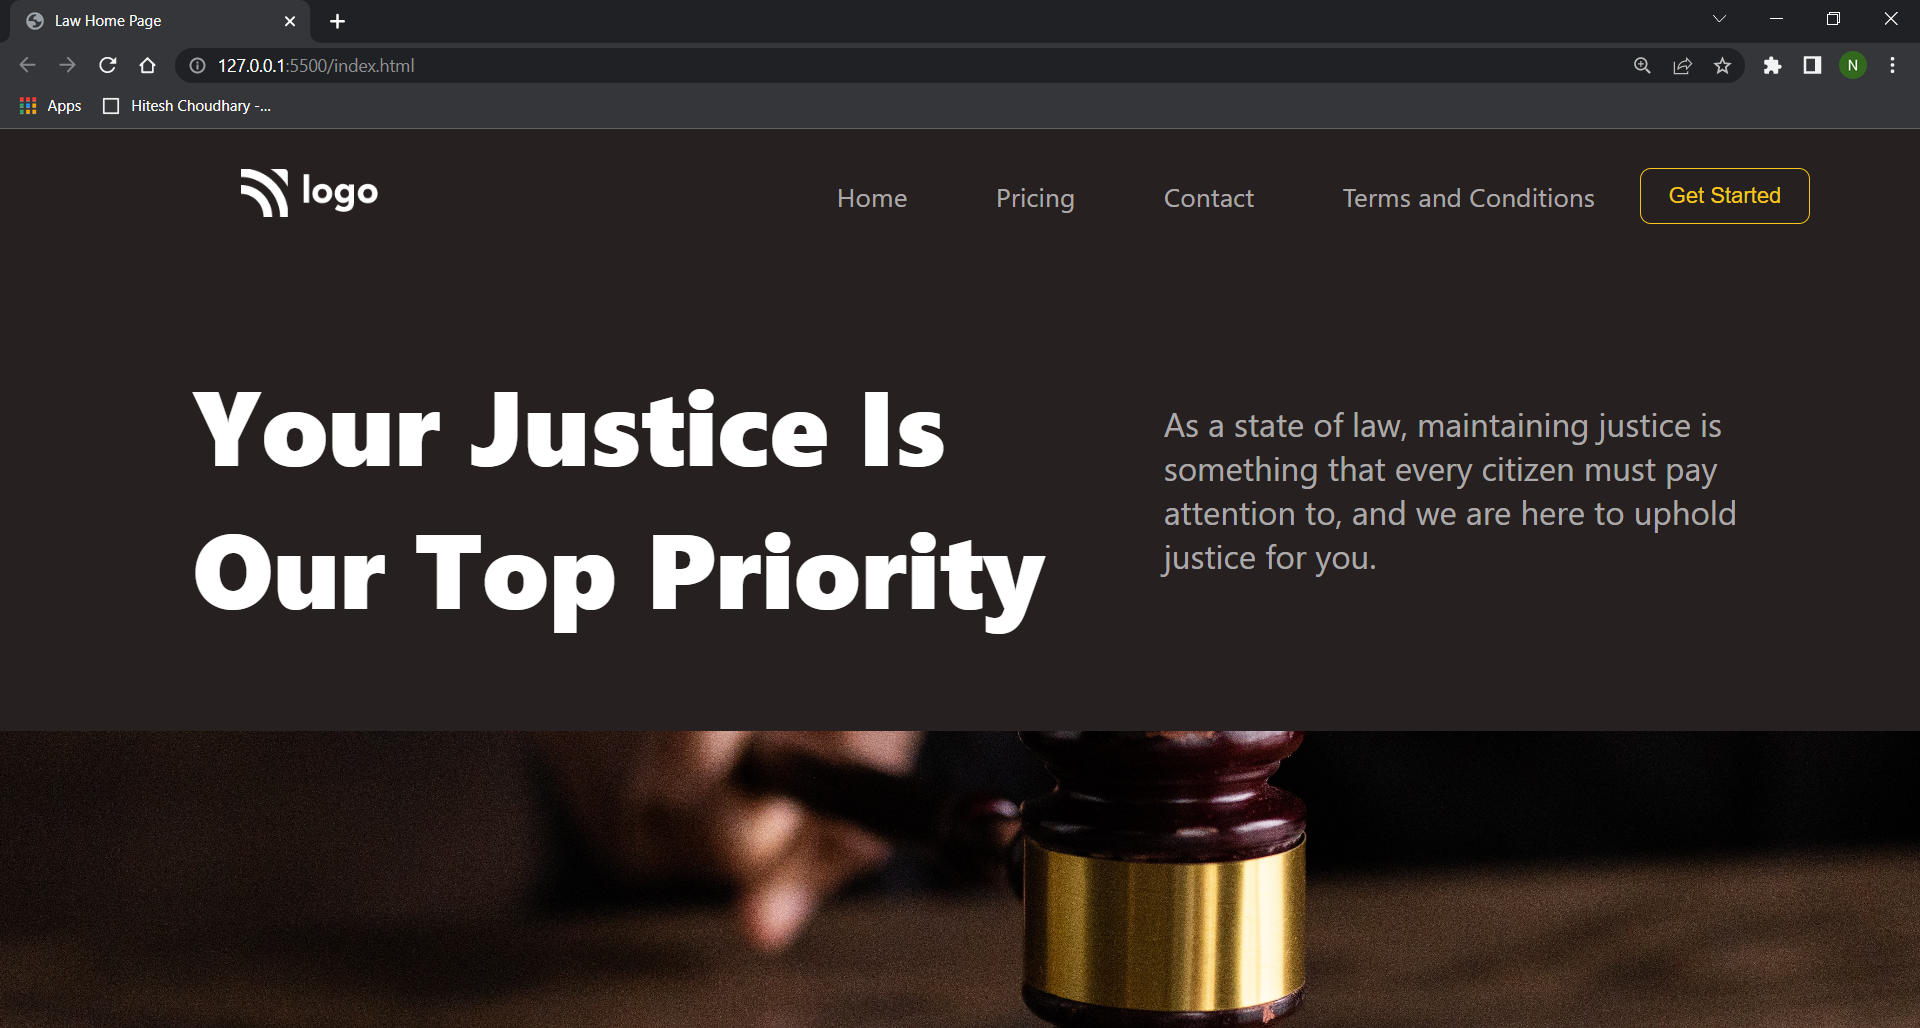 Law Home Page
127.0.0.1:5500/index.html
N
Apps
Hitesh Choudhary -...
logo
Home
Pricing
Contact
Terms and Conditions
Get Started
Your Justice Is
Our Top Priority
As a state of law, maintaining justice is
something that every citizen must pay
attention to, and we are here to uphold
justice for you.